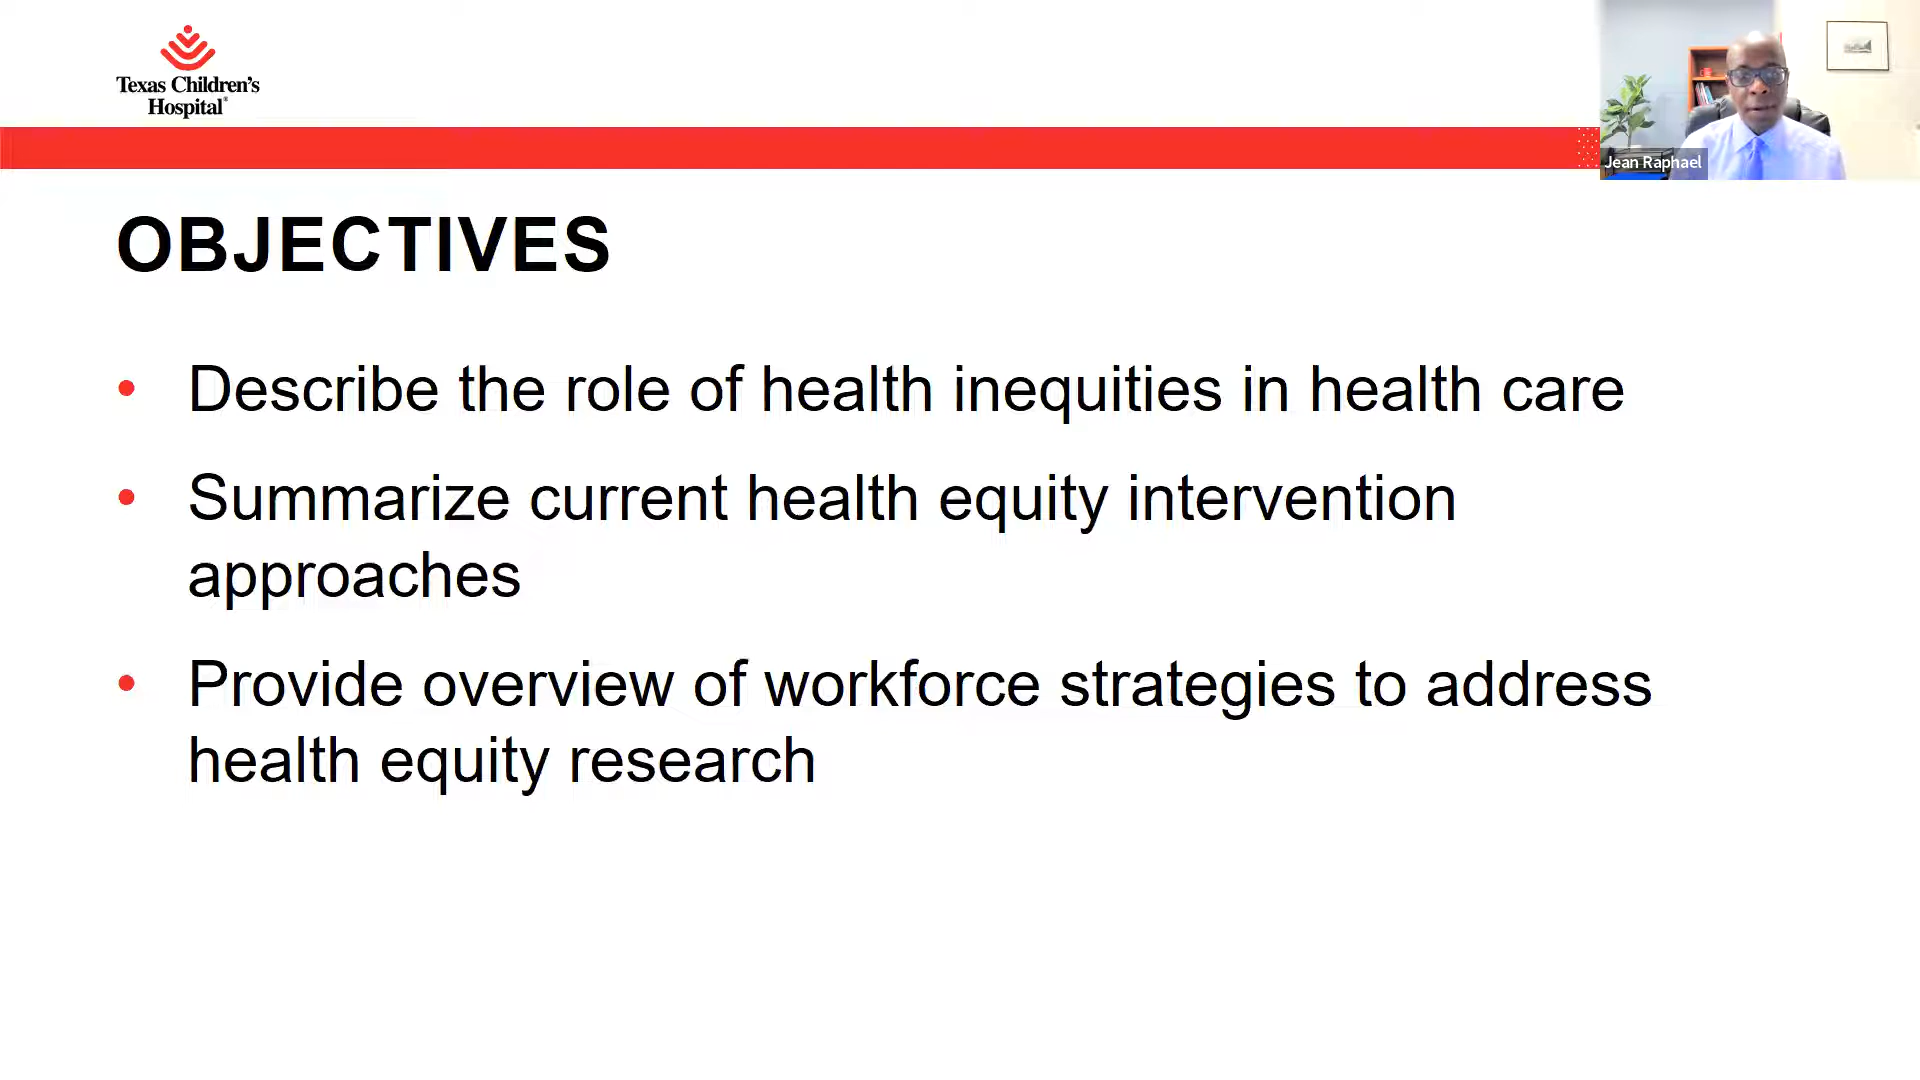 Texas Children's
Hospital®
Jean Raphael
OBJECTIVES
• Describe the role of health inequities in health care
• Summarize current health equity intervention
approaches
• Provide overview of workforce strategies to address
health equity research